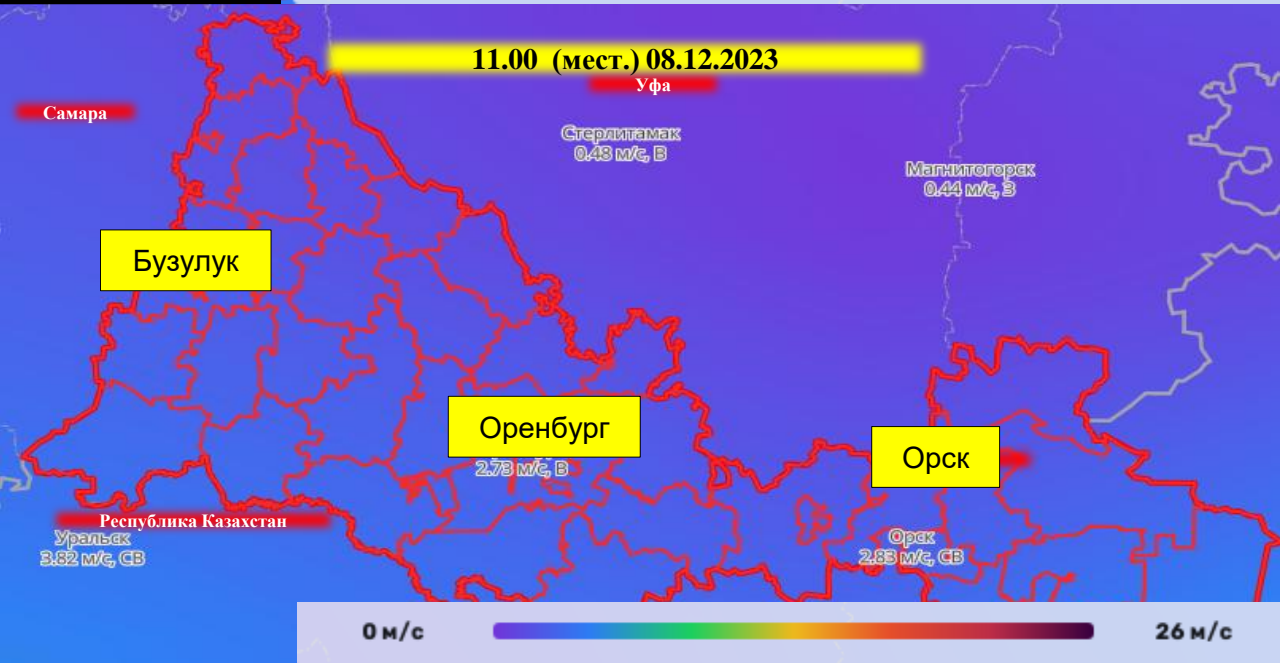 11.00 (мест.) 08.12.2023
Уфа
Самара
Стерлитамак
0.48 м/с, В
Магнитогорск
0.44 м/с, З
Бузулук
Оренбург
2.73 м/с, В
Орск
Республика Казахстан
Уральск
3.82 м/с, СВ
Орск
2.83 м/с, СВ
0 м/с
26 м/с